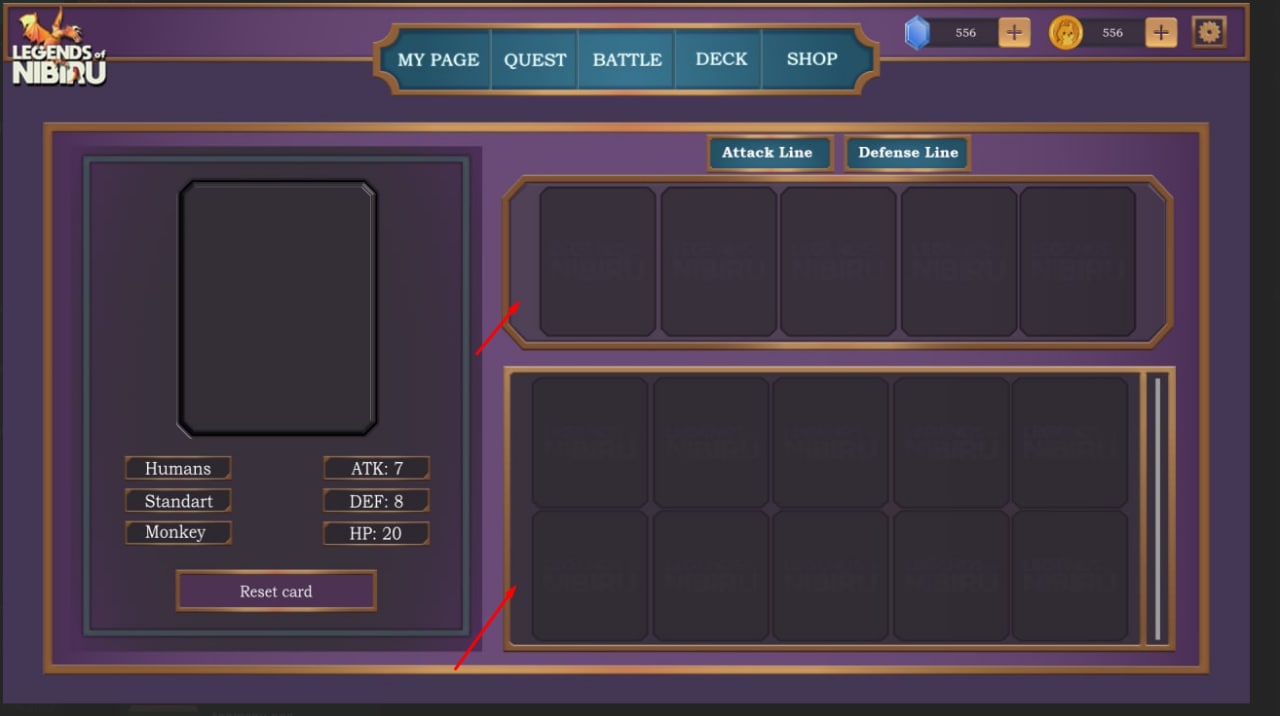 LEGENDS of
NIBIRU
MY PAGE
QUEST
BATTLE
DECK
SHOP
556
556
Attack Line
Defense Line
Humans
ATK: 7
Standart
DEF: 8
Monkey
HP: 20
Reset card